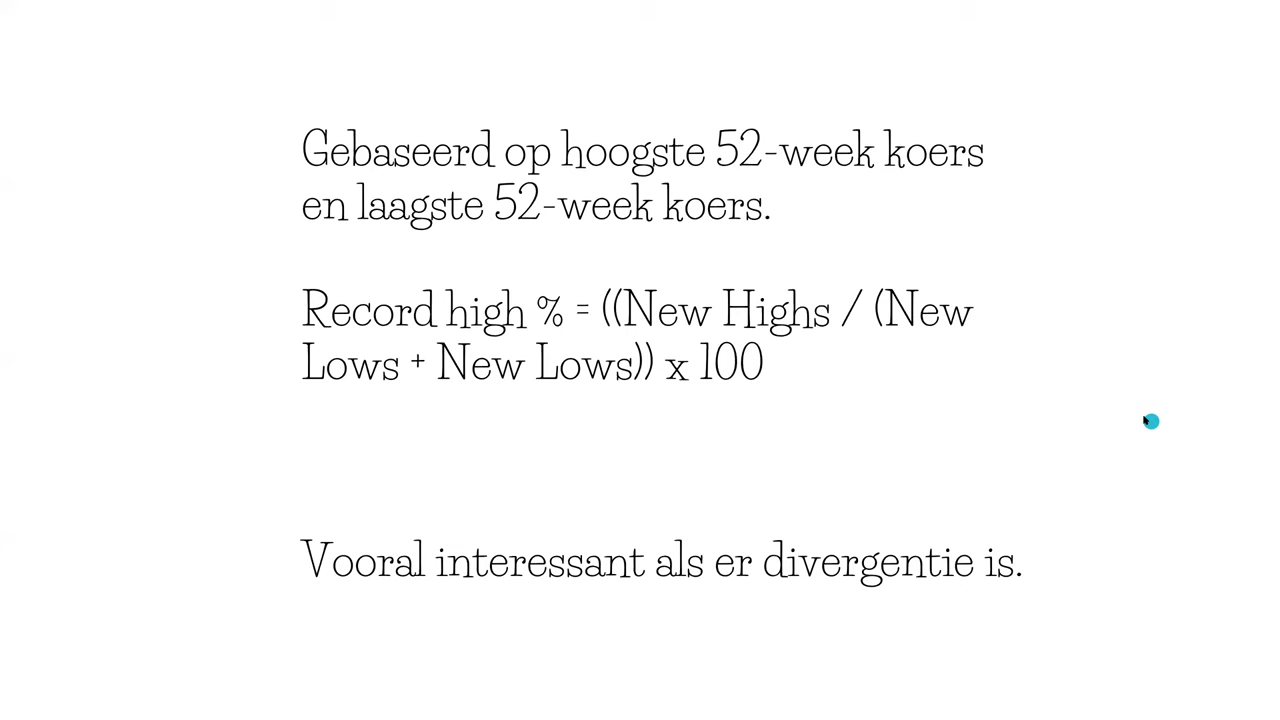 Gebaseerd op hoogste 52-week koers
en laagste 52-week koers.
Record high % = ((New Highs / (New
Lows + New Lows)) x 100
Vooral interessant als er divergentie is.